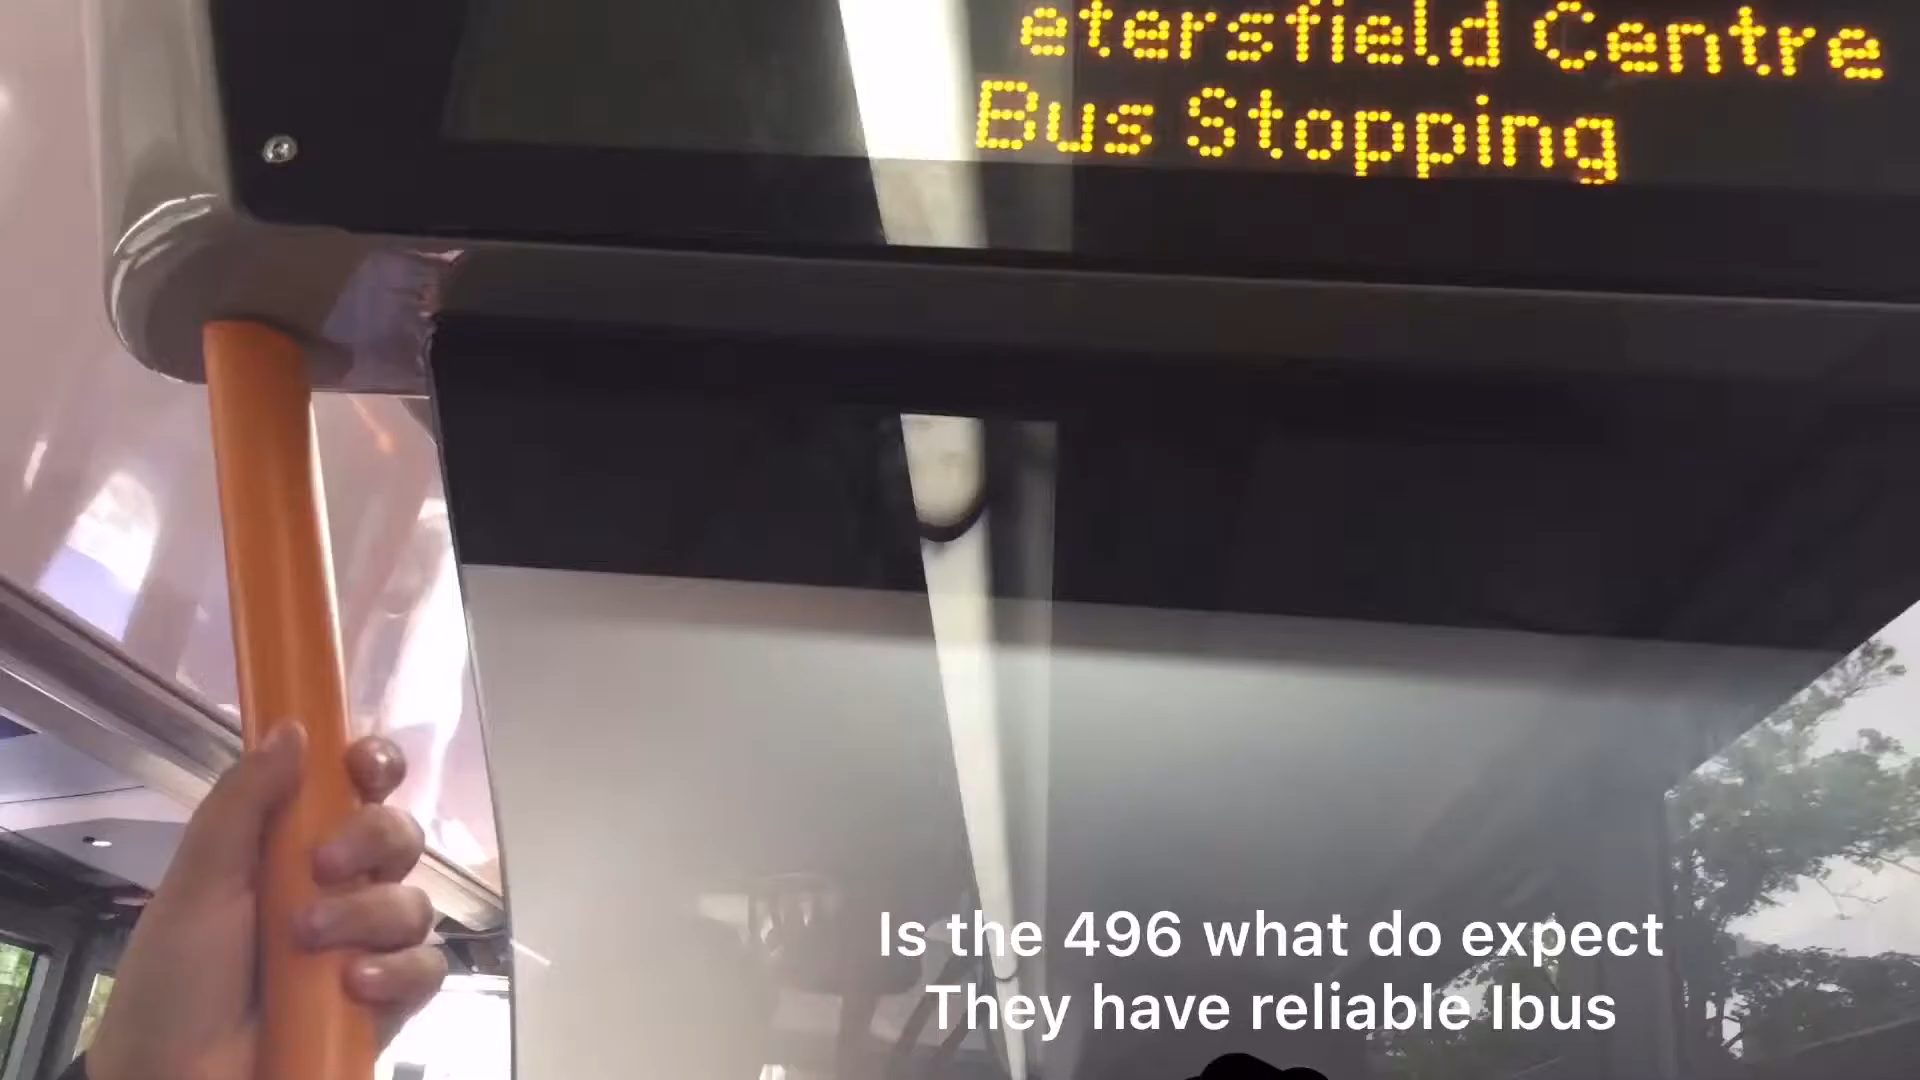 etersfield Centre
Bus Stopping
Is the 496 what do expect
They have reliable Ibus